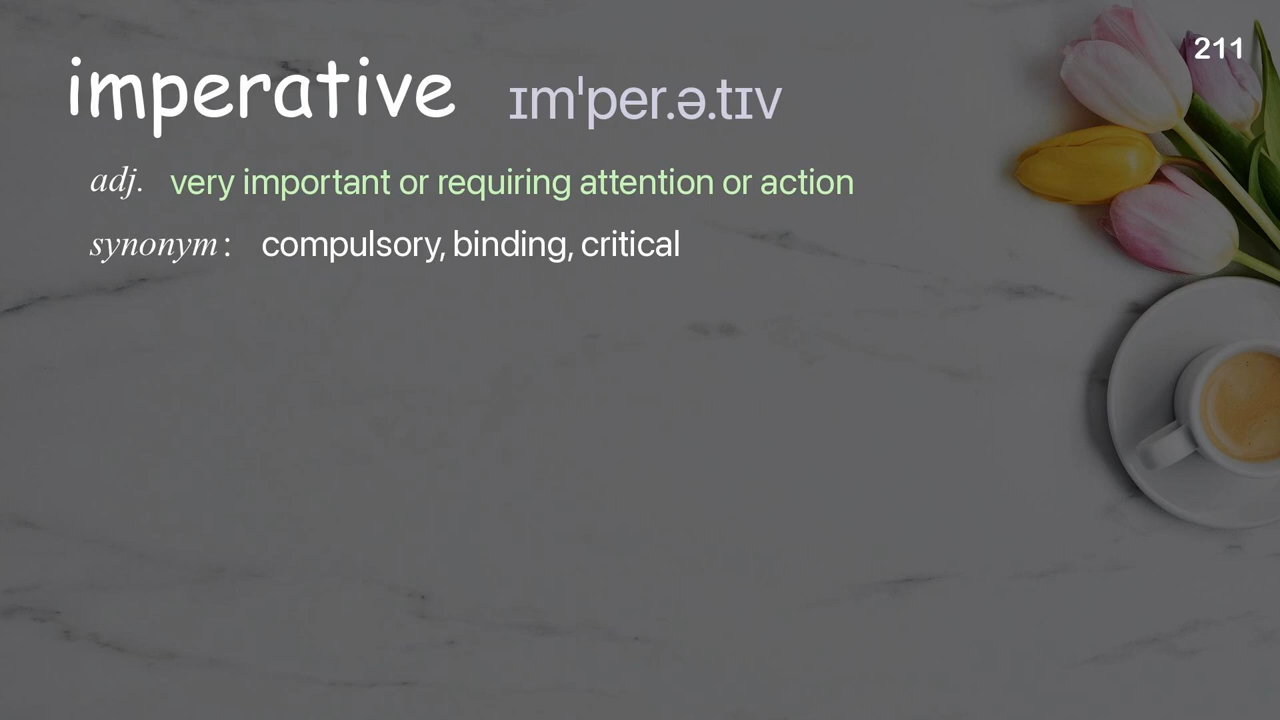 211
imperative ɪmˈper.ə.tɪv
adj. very important or requiring attention or action
synonym: compulsory, binding, critical